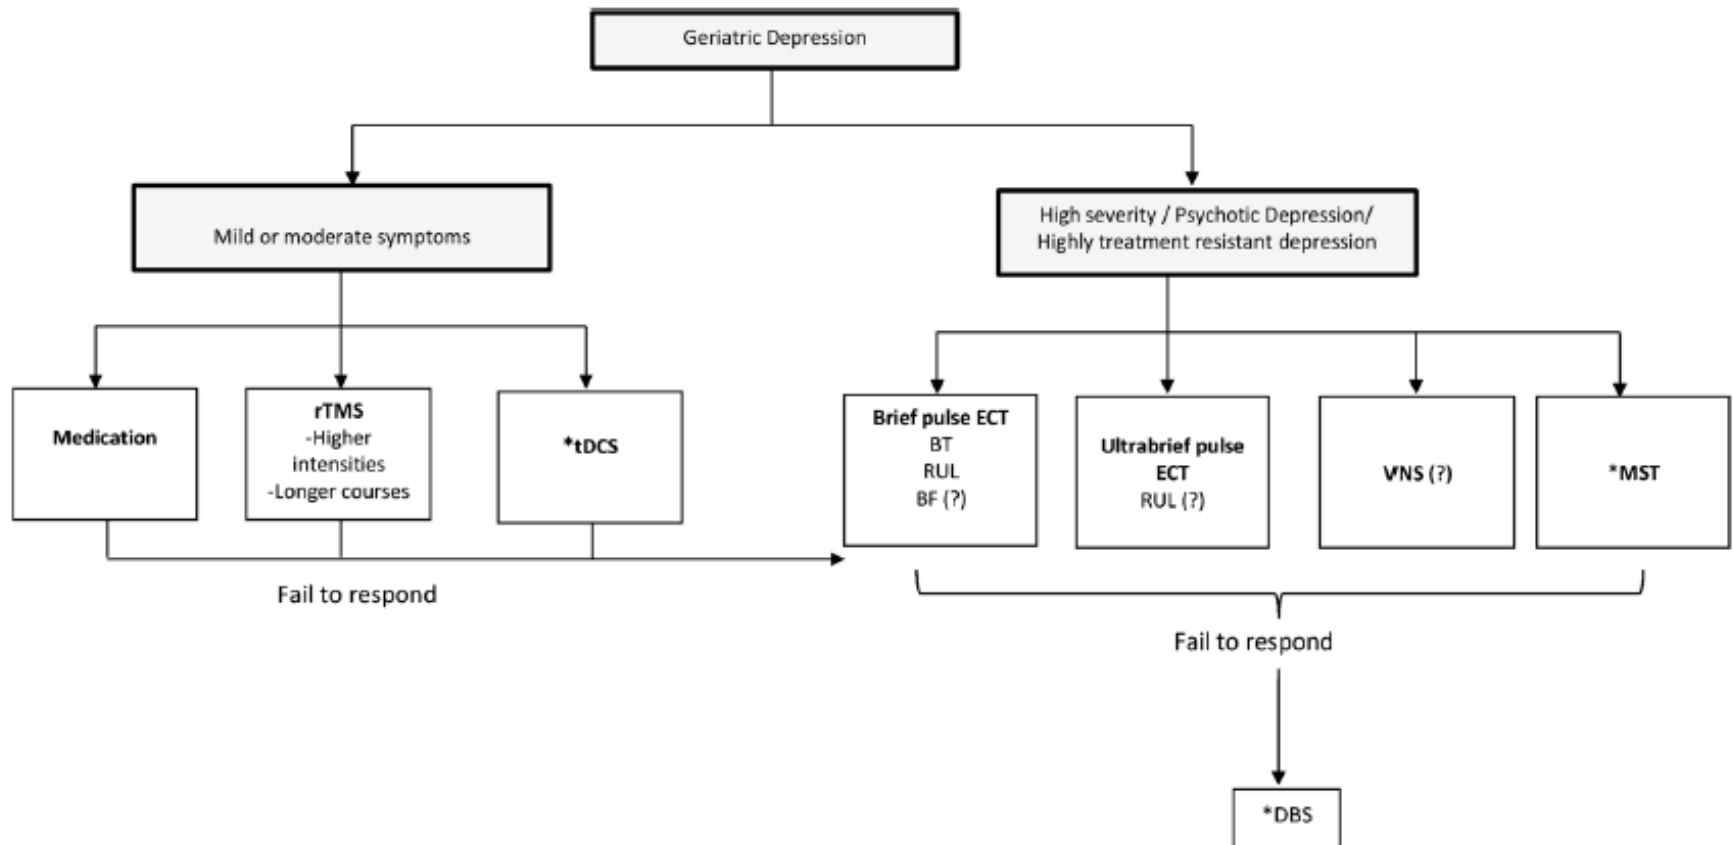 Geriatric Depression
Mild or moderate symptoms
High severity / Psychotic Depression/
Highly treatment resistant depression
Medication
rTMS
-Higher
intensities
-Longer courses
*tDCS
Brief pulse ECT
BT
RUL
BF (?)
Ultrabrief pulse
ECT
RUL (?)
VNS (?)
*MST
Fail to respond
Fail to respond
*DBS